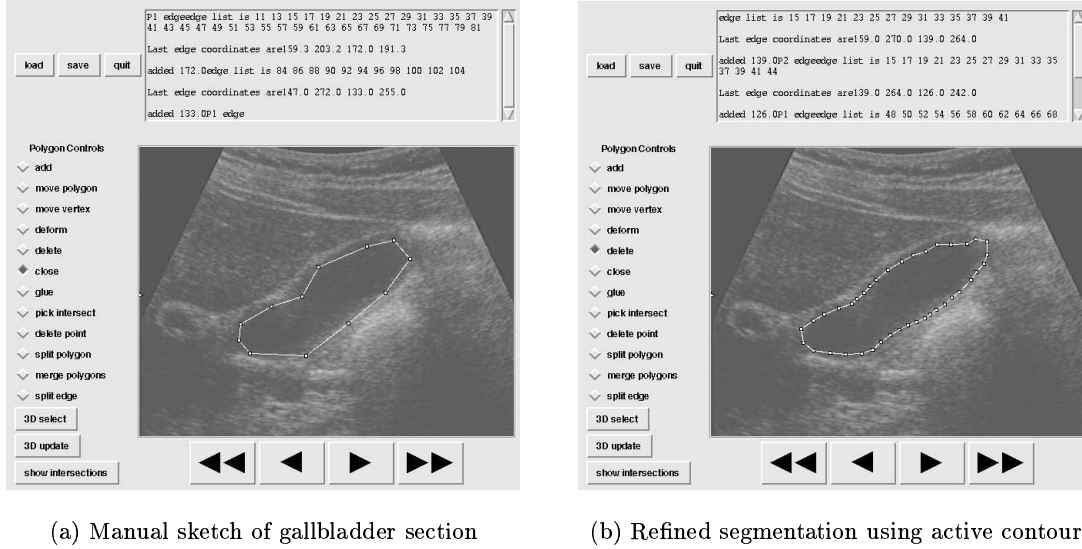 P1 edgeedge list is 11 13 15 17 19 21 23 25 27 29 31 33 35 37 39
41 43 45 47 49 51 53 55 57 59 61 63 65 67 69 71 73 75 77 79 81
Last edge coordinates are159.3 203.2 172.0 191.3
added 172.0edge list is 84 86 88 90 92 94 96 98 100 102 104
Last edge coordinates are147.0 272.0 133.0 255.0
added 133.0P1 edge
load save quit
Polygon Controls
add
move polygon
move vertex
deform
delete
close
glue
pick intersect
delete point
split polygon
merge polygons
split edge
3D select
3D update
show intersections
(a) Manual sketch of gallbladder section
edge list is 15 17 19 21 23 25 27 29 31 33 35 37 39 41
Last edge coordinates are159.0 270.0 139.0 264.0
added 139.0P2 edgeedge list is 15 17 19 21 23 25 27 29 31 33 35
37 39 41 44
Last edge coordinates are139.0 264.0 126.0 242.0
added 126.0P1 edgeedge list is 48 50 52 54 56 58 60 62 64 66 68
load save quit
Polygon Controls
add
move polygon
move vertex
deform
delete
close
glue
pick intersect
delete point
split polygon
merge polygons
split edge
3D select
3D update
show intersections
(b) Refined segmentation using active contour